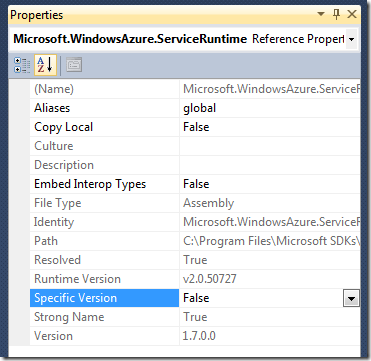 Properties
Microsoft.WindowsAzure.ServiceRuntime Reference Propert
(Name) Microsoft.WindowsAzure.ServiceR
Aliases global
Copy Local False
Culture
Description
Embed Interop Types False
File Type Assembly
Identity Microsoft.WindowsAzure.ServiceR
Path C:\Program Files\Microsoft SDKs\
Resolved True
Runtime Version v2.0.50727
Specific Version False
Strong Name True
Version 1.7.0.0